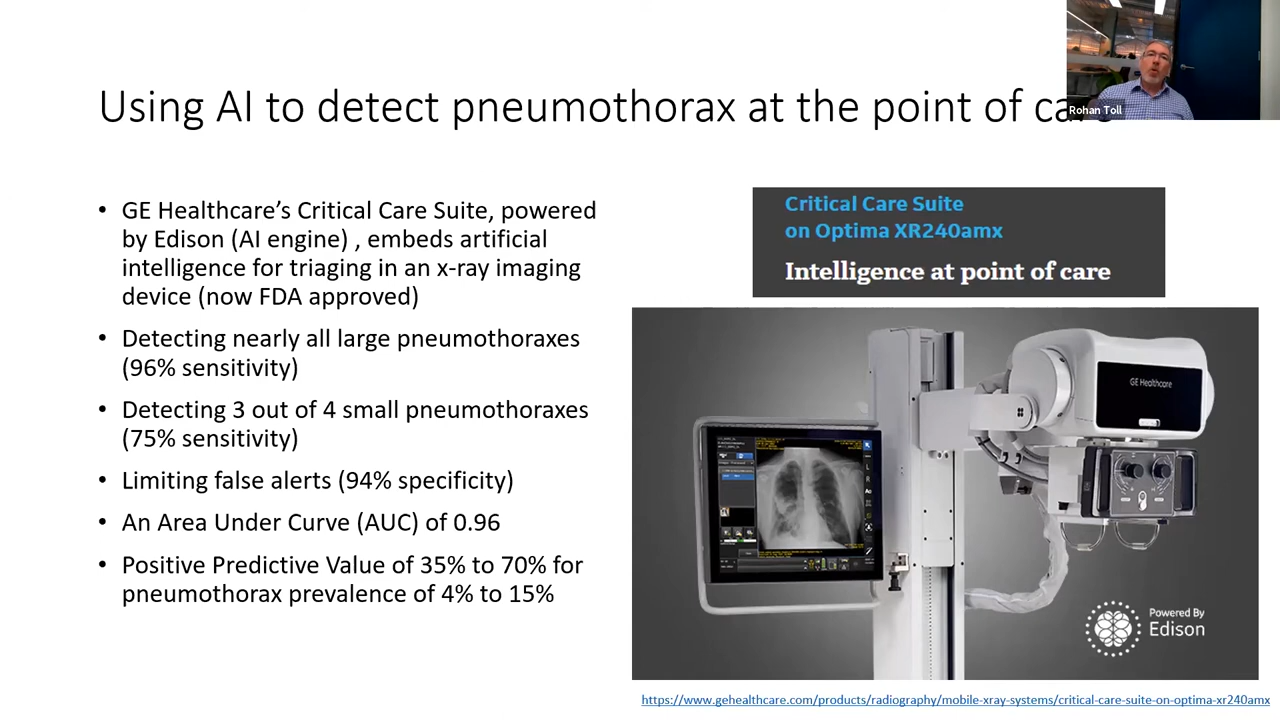 Using AI to detect pneumothorax at the point of
Rohan Toll
• GE Healthcare’s Critical Care Suite, powered
by Edison (AI engine) , embeds artificial
intelligence for triaging in an x-ray imaging
device (now FDA approved)
• Detecting nearly all large pneumothoraxes
(96% sensitivity)
• Detecting 3 out of 4 small pneumothoraxes
(75% sensitivity)
• Limiting false alerts (94% specificity)
• An Area Under Curve (AUC) of 0.96
• Positive Predictive Value of 35% to 70% for
pneumothorax prevalence of 4% to 15%
Critical Care Suite
on Optima XR240amx
Intelligence at point of care
GE Healthcare
Powered By
Edison
https://www.gehealthcare.com/products/radiography/mobile-xray-systems/critical-care-suite-on-optima-xr240amx